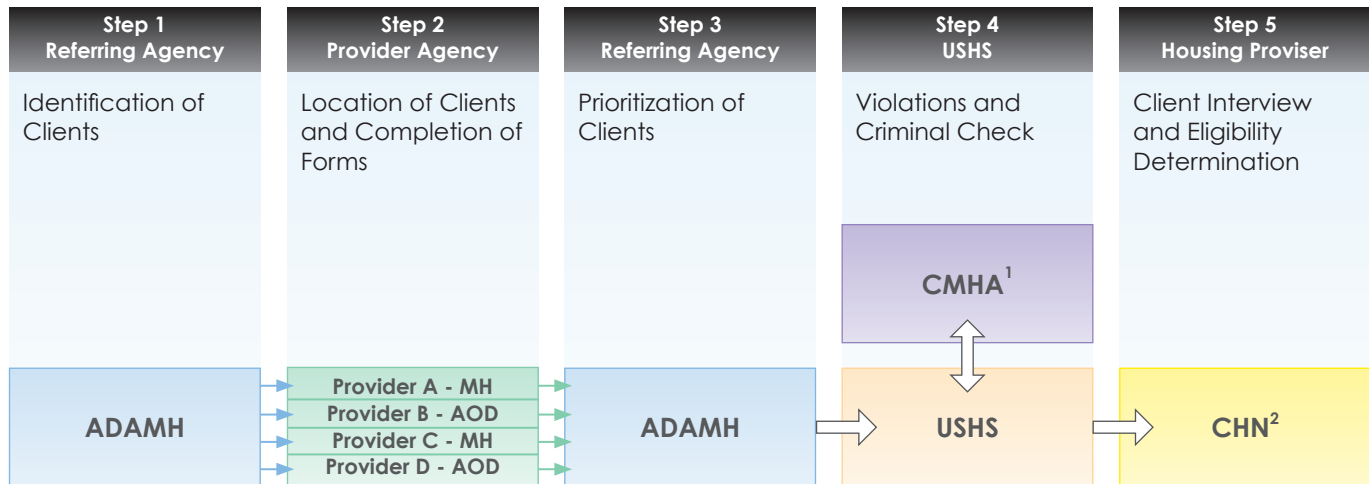 Step 1
Referring Agency
Step 2
Provider Agency
Step 3
Referring Agency
Step 4
USHS
Step 5
Housing Proviser
Identification of
Clients
Location of Clients
and Completion of
Forms
Prioritization of
Clients
Violations and
Criminal Check
Client Interview
and Eligibility
Determination
CMHA¹
ADAMH
Provider A - MH
Provider B - AOD
Provider C - MH
Provider D - AOD
ADAMH
USHS
CHN²